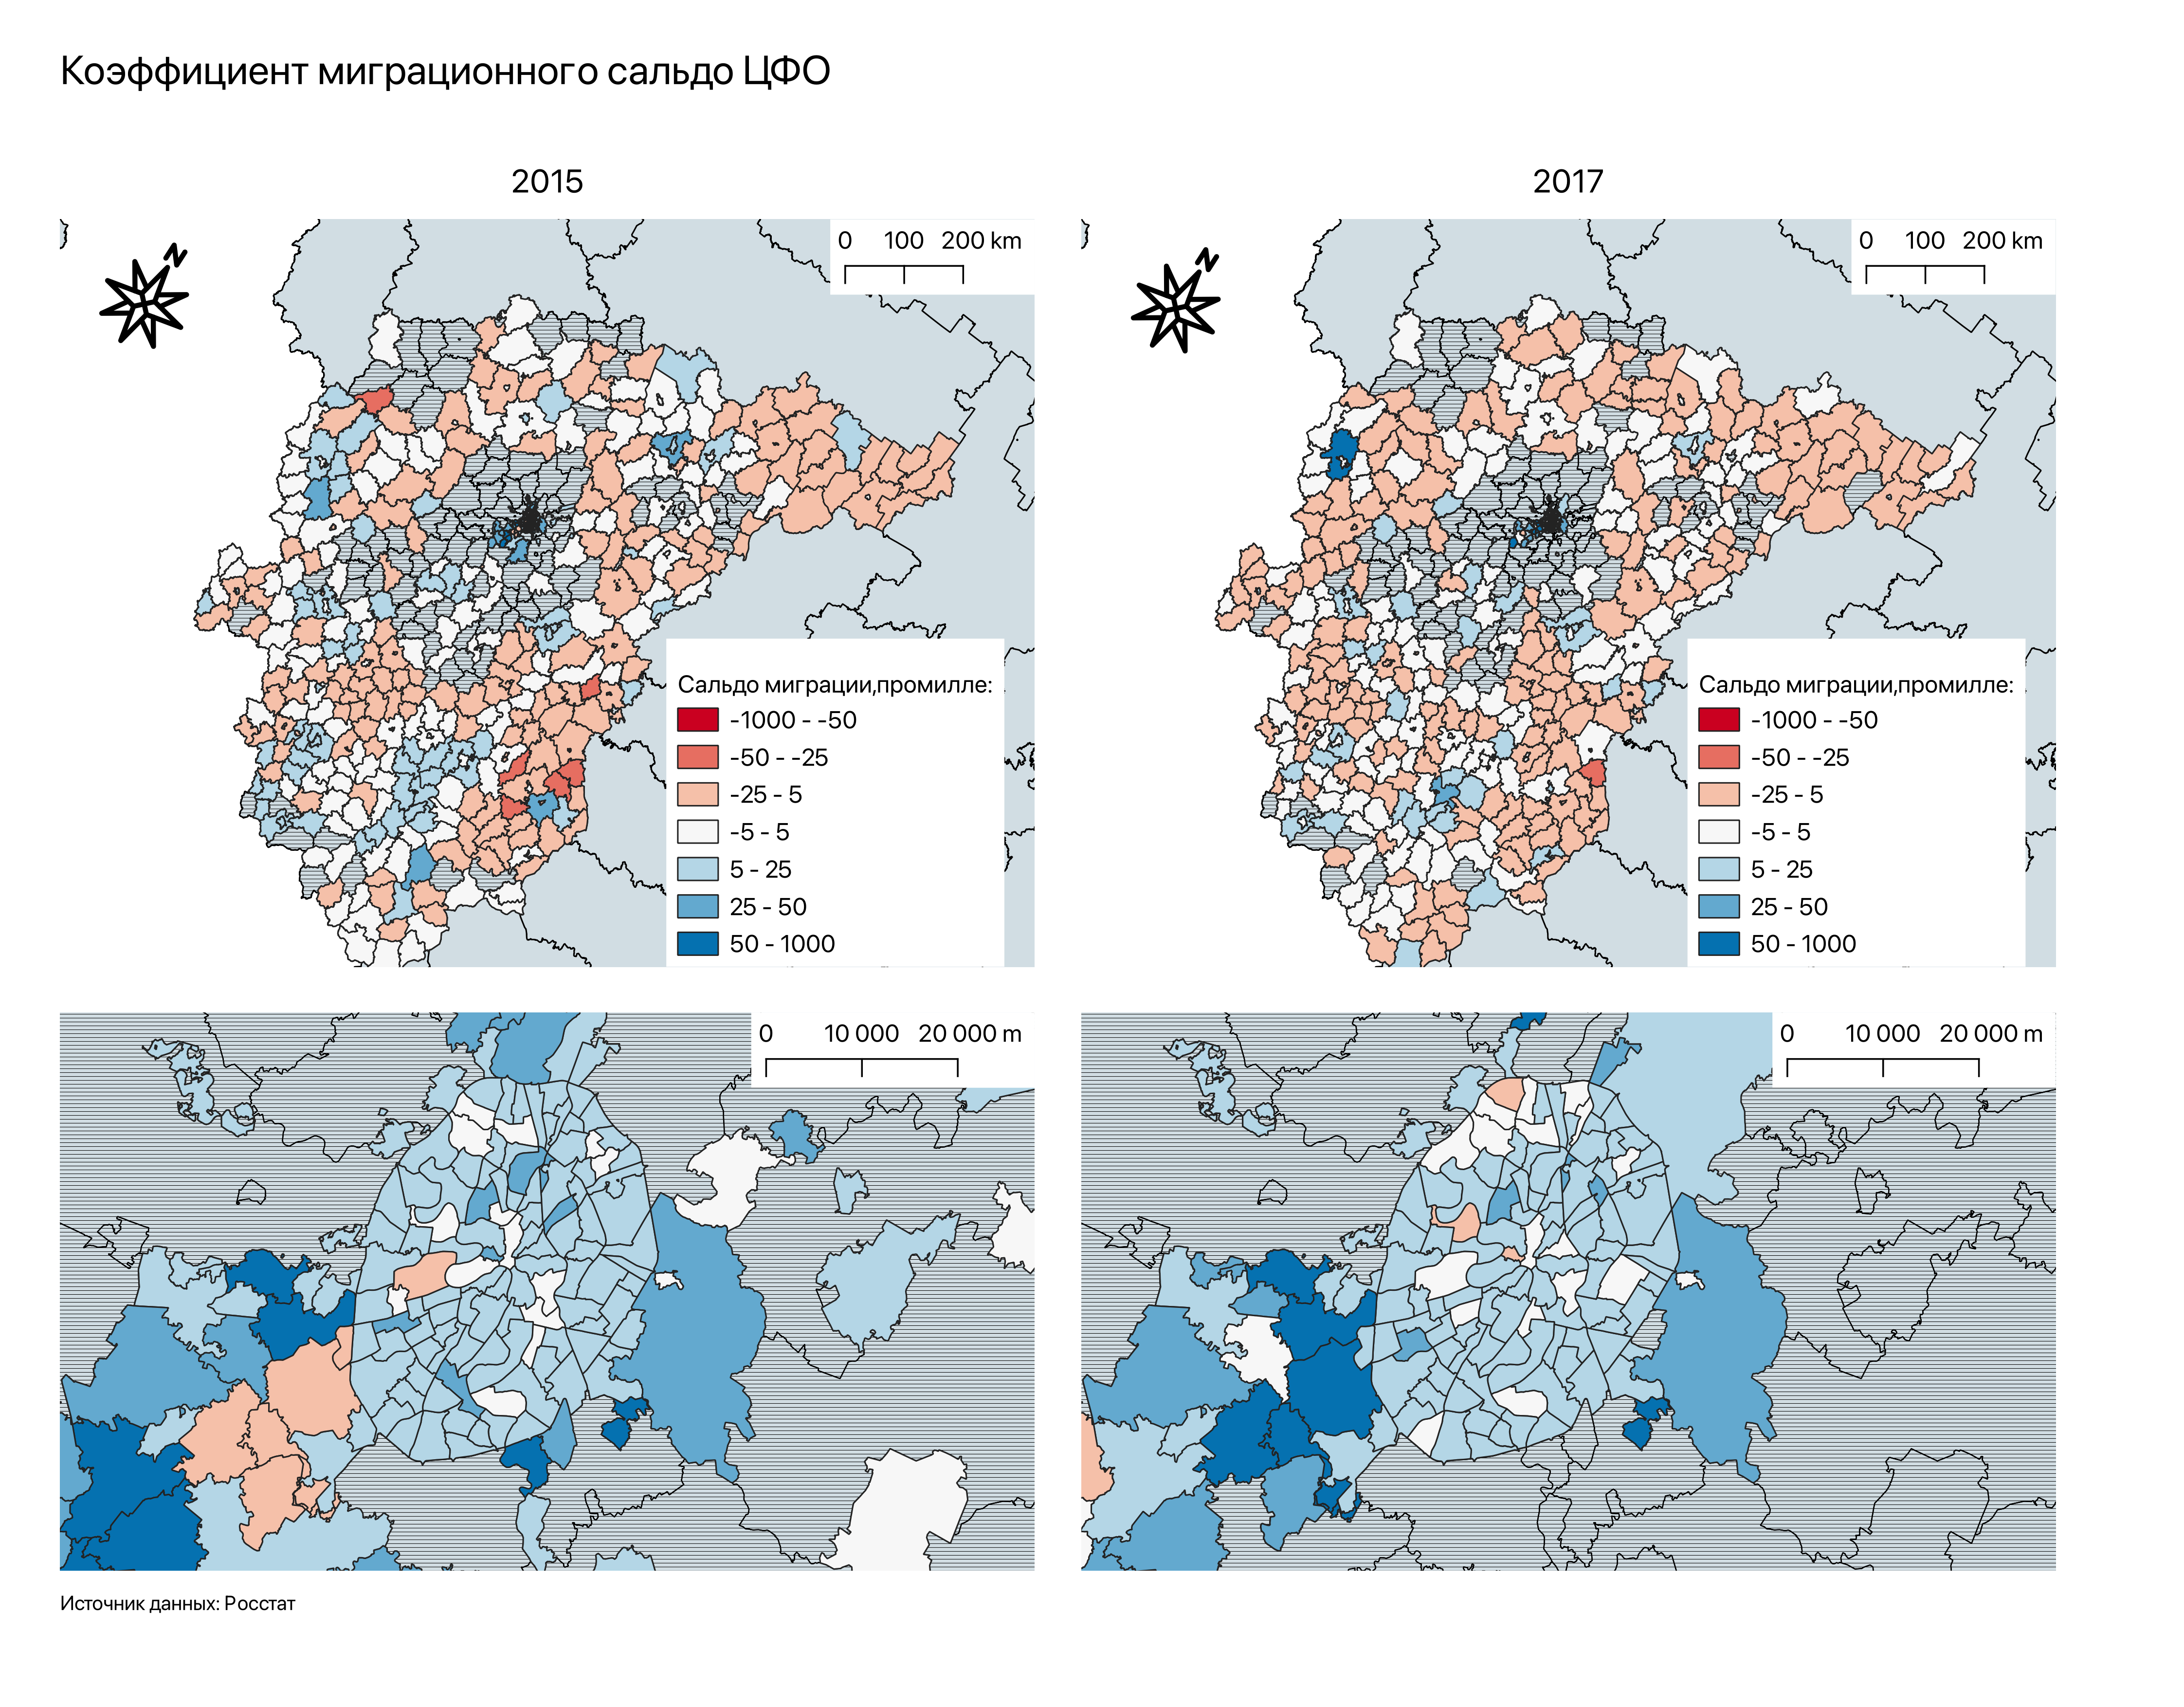 Коэффициент миграционного сальдо ЦФО
2015
2017
N
0 100 200 km
N
0 100 200 km
Сальдо миграции,промилле:
-1000 - -50
-50 - -25
-25 - 5
-5 - 5
5 - 25
25 - 50
50 - 1000
Сальдо миграции,промилле:
-1000 - -50
-50 - -25
-25 - 5
-5 - 5
5 - 25
25 - 50
50 - 1000
0 10 000 20 000 m
0 10 000 20 000 m
Источник данных: Росстат